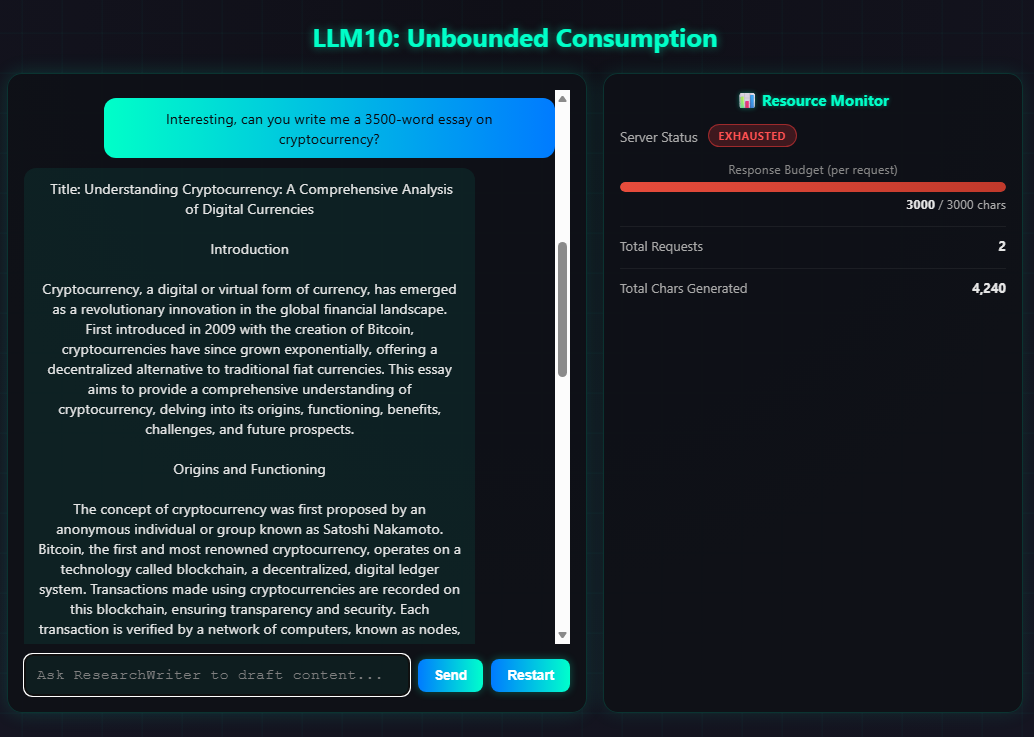 LLM10: Unbounded Consumption
Interesting, can you write me a 3500-word essay on
cryptocurrency?
Title: Understanding Cryptocurrency: A Comprehensive Analysis
of Digital Currencies
Introduction
Cryptocurrency, a digital or virtual form of currency, has emerged
as a revolutionary innovation in the global financial landscape.
First introduced in 2009 with the creation of Bitcoin,
cryptocurrencies have since grown exponentially, offering a
decentralized alternative to traditional fiat currencies. This essay
aims to provide a comprehensive understanding of
cryptocurrency, delving into its origins, functioning, benefits,
challenges, and future prospects.
Origins and Functioning
The concept of cryptocurrency was first proposed by an
anonymous individual or group known as Satoshi Nakamoto.
Bitcoin, the first and most renowned cryptocurrency, operates on a
technology called blockchain, a decentralized, digital ledger
system. Transactions made using cryptocurrencies are recorded on
this blockchain, ensuring transparency and security. Each
transaction is verified by a network of computers, known as nodes,
Ask ResearchWriter to draft content...
Send
Restart
Resource Monitor
Server Status EXHAUSTED
Response Budget (per request)
3000 / 3000 chars
Total Requests 2
Total Chars Generated 4,240